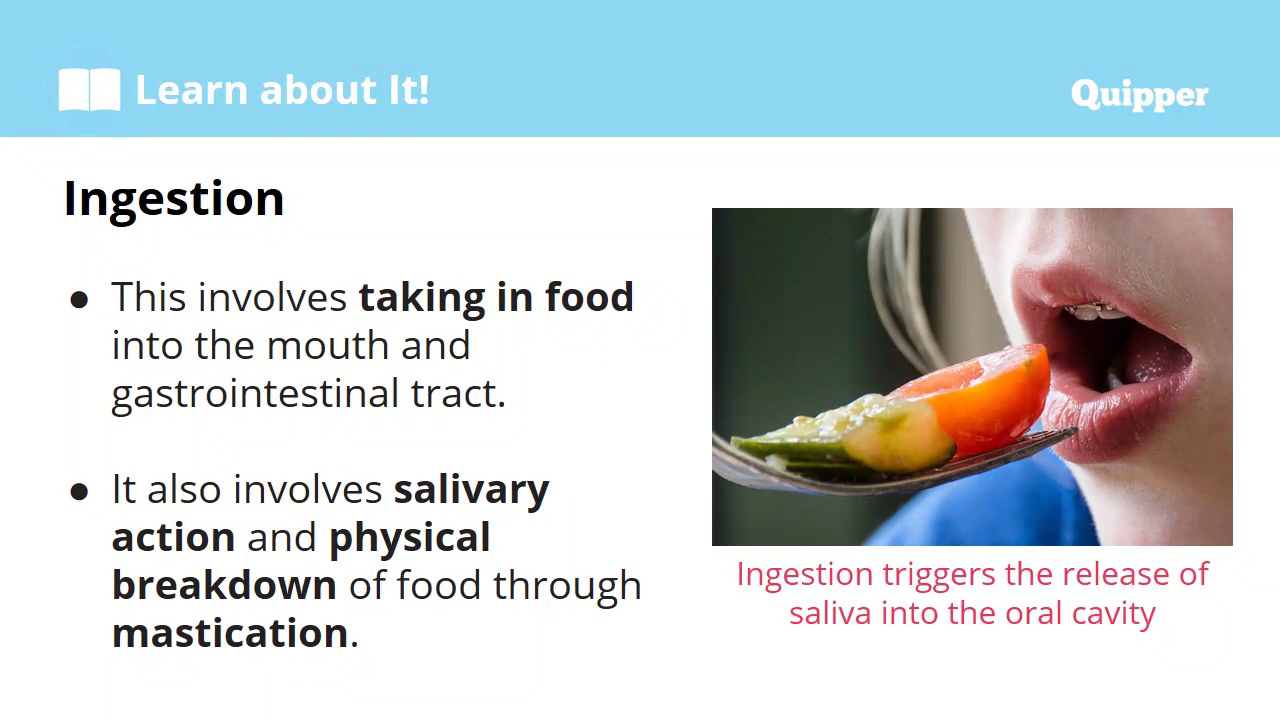 Learn about It!
Quipper
Ingestion
● This involves taking in food
into the mouth and
gastrointestinal tract.
● It also involves salivary
action and physical
breakdown of food through
mastication.
Ingestion triggers the release of
saliva into the oral cavity